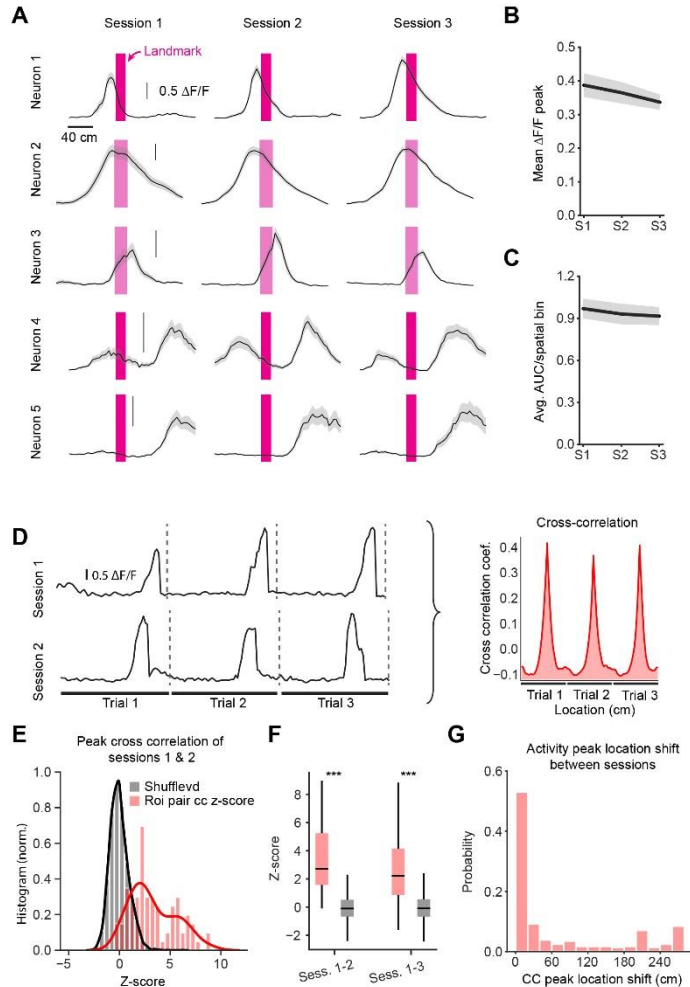 A
Session 1
Session 2
Session 3
Landmark
0.5 ΔF/F
40 cm
Neuron 1
Neuron 2
Neuron 3
Neuron 4
Neuron 5
B
Mean ΔF/F peak
0.5
0.4
0.3
0.2
0.1
0.0
S1 S2 S3
C
Avg. AUC/spatial bin
1.2
0.9
0.6
0.3
0.0
S1 S2 S3
D
Session 1
0.5 ΔF/F
Session 2
Trial 1 Trial 2 Trial 3
Cross-correlation
Cross correlation coef.
0.4
0.3
0.2
0.1
0.0
−0.1
Trial 1 Trial 2 Trial 3
Location (cm)
E
Peak cross correlation of
sessions 1 & 2
Shufflevd
Roi pair cc z-score
Histogram (norm.)
1.0
0.8
0.6
0.4
0.2
0.0
−5 0 5 10
Z-score
F
*** ***
Z-score
8
6
4
2
0
−2
Sess. 1-2 Sess. 1-3
G
Activity peak location shift
between sessions
Probability
0.6
0.4
0.2
0.0
0 60 120 180 240
CC peak location shift (cm)